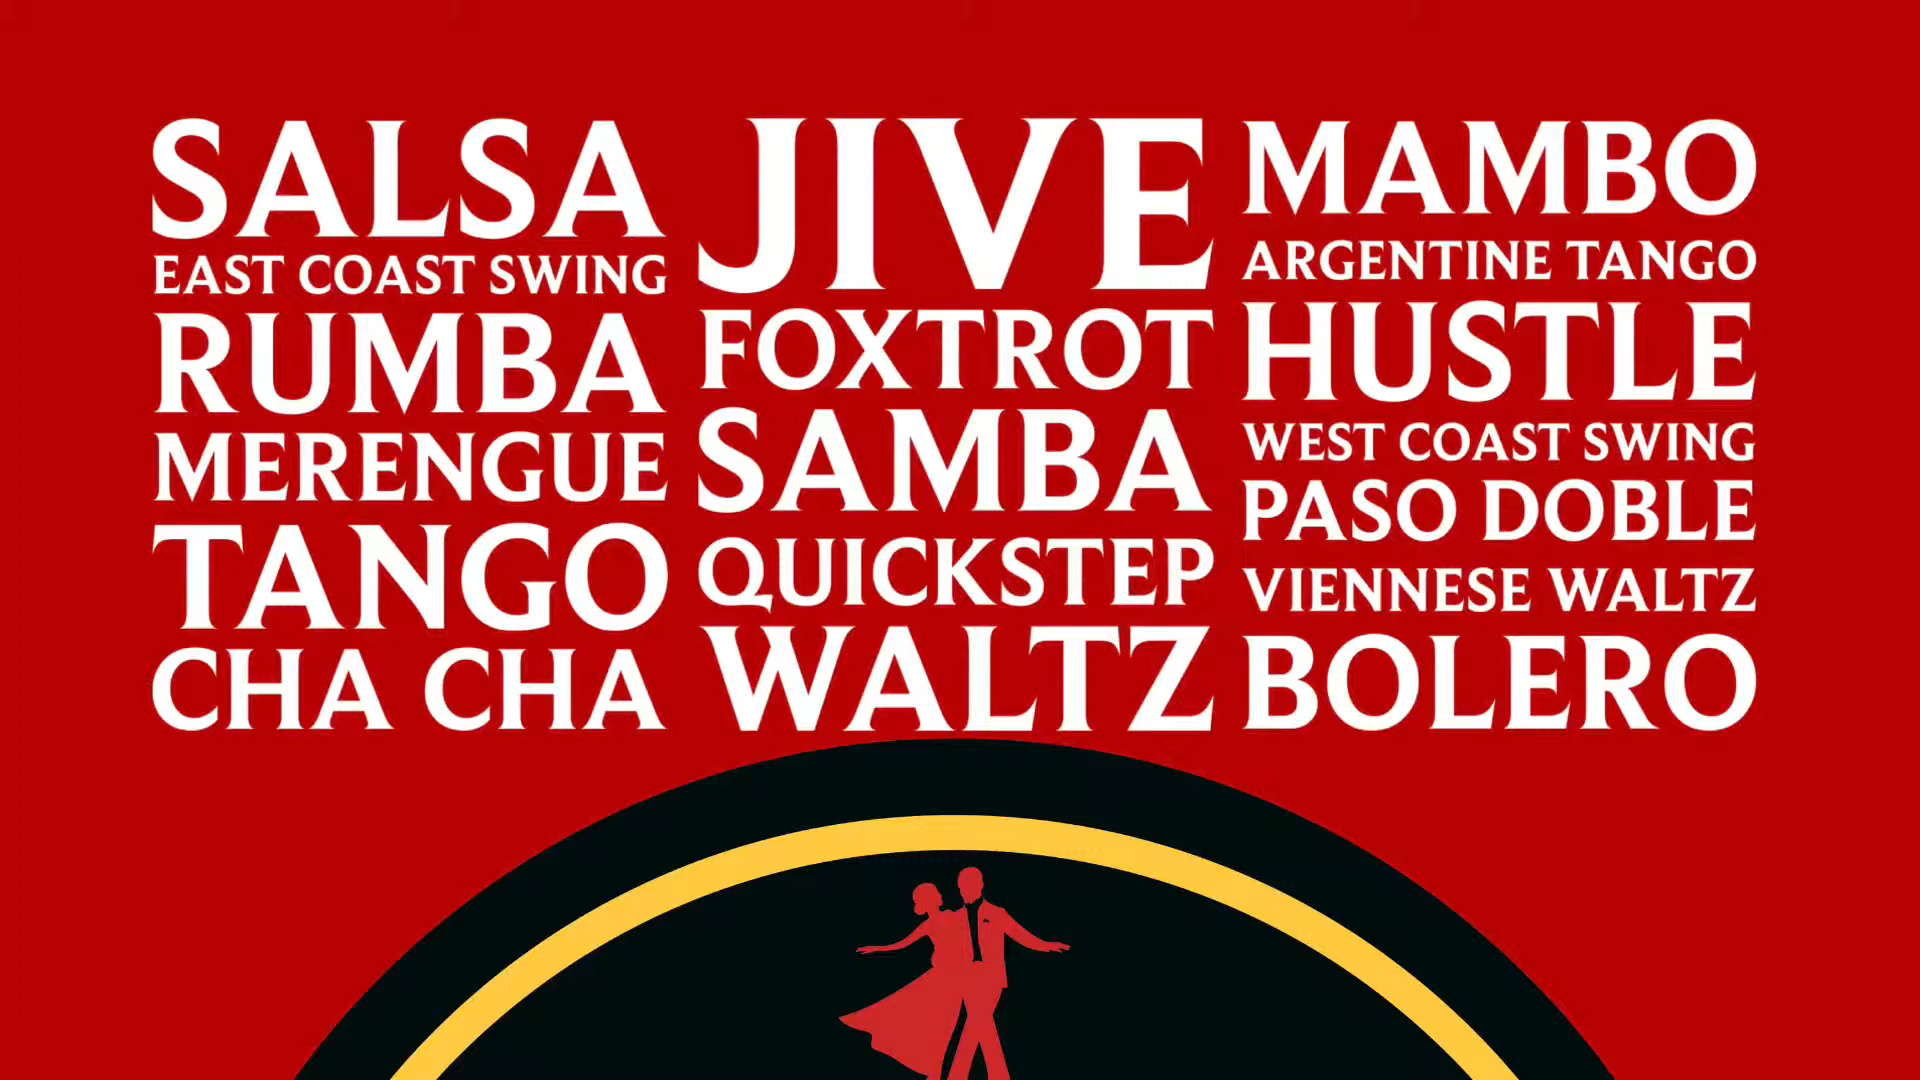 SALSA
EAST COAST SWING
RUMBA
MERENGUE
TANGO
CHA CHA
JIVE
FOXTROT
SAMBA
QUICKSTEP
WALTZ
MAMBO
ARGENTINE TANGO
HUSTLE
WEST COAST SWING
PASO DOBLE
VIENNESE WALTZ
BOLERO